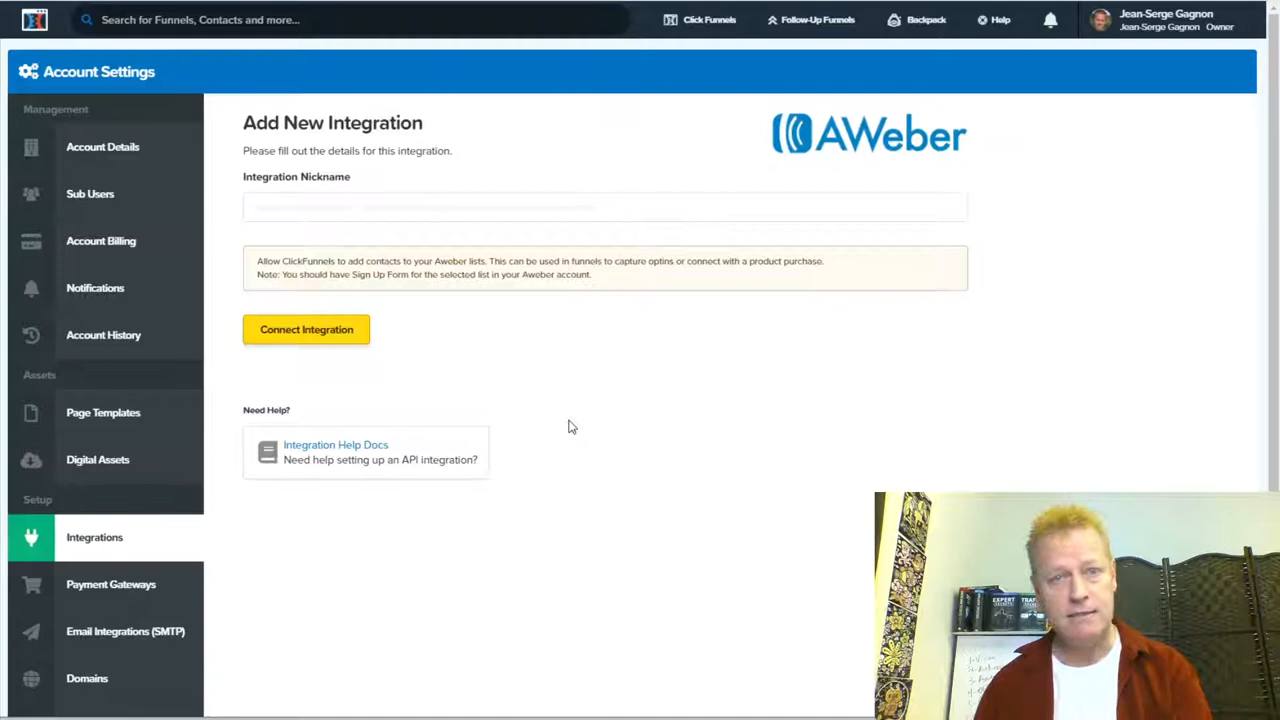 Search for Funnels, Contacts and more...
Click Funnels
Follow-Up Funnels
Backpack
Help
Jean-Serge Gagnon
Jean-Serge Gagnon Owner
Account Settings
Management
Account Details
Sub Users
Account Billing
Notifications
Account History
Assets
Page Templates
Digital Assets
Setup
Integrations
Payment Gateways
Email Integrations (SMTP)
Domains
Add New Integration
AWeber
Please fill out the details for this integration.
Integration Nickname
Allow ClickFunnels to add contacts to your Aweber lists. This can be used in funnels to capture optins or connect with a product purchase.
Note: You should have Sign Up Form for the selected list in your Aweber account.
Connect Integration
Need Help?
Integration Help Docs
Need help setting up an API integration?
EXPERT
SECRETS